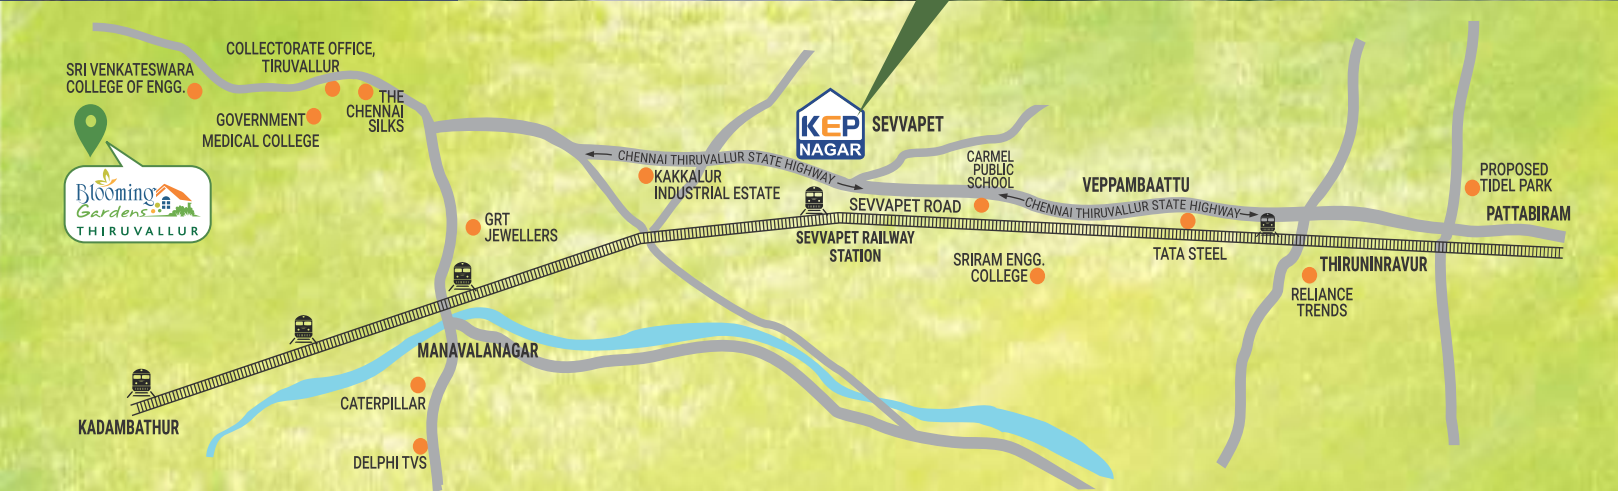 COLLECTORATE OFFICE,
TIRUVALLUR
SRI VENKATESWARA
COLLEGE OF ENGG.
THE
CHENNAI
SILKS
GOVERNMENT
MEDICAL COLLEGE
Blooming
Gardens
THIRUVALLUR
GRT
JEWELLERS
CHENNAI THIRUVALLUR STATE HIGHWAY
KAKKALUR
INDUSTRIAL ESTATE
KEP
NAGAR
SEVVAPET
CARMEL
PUBLIC
SCHOOL
SEVVAPET ROAD
SEVVAPET RAILWAY
STATION
SRIRAM ENGG.
COLLEGE
VEPPAMBAATTU
CHENNAI THIRUVALLUR STATE HIGHWAY
TATA STEEL
THIRUNINRAVUR
RELIANCE
TRENDS
PROPOSED
TIDEL PARK
PATTABIRAM
MANAVALANAGAR
CATERPILLAR
DELPHI TVS
KADAMBATHUR